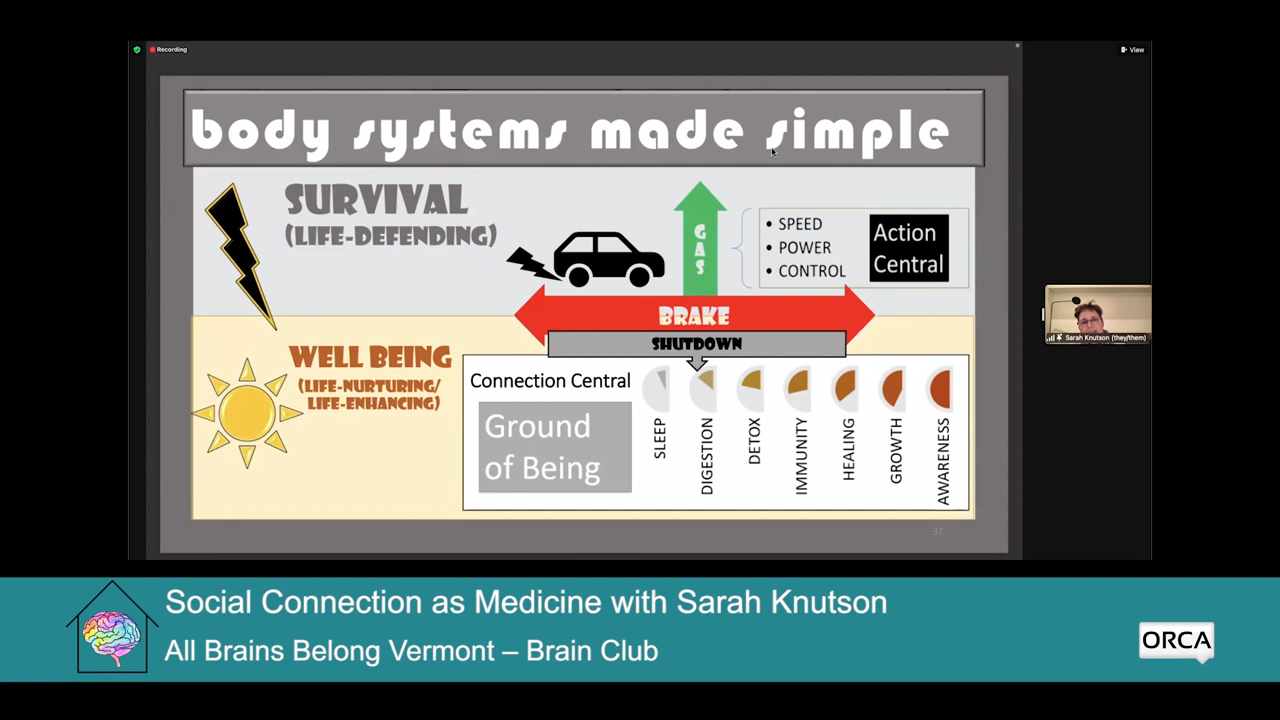 Recording
View
body systems made simple
SURVIVAL
(LIFE-DEFENDING)
GAS
• SPEED
• POWER
• CONTROL
Action
Central
BRAKE
SHUTDOWN
WELL BEING
(LIFE-NURTURING/
LIFE-ENHANCING)
Connection Central
Ground
of Being
SLEEP
DIGESTION
DETOX
IMMUNITY
HEALING
GROWTH
AWARENESS
37
Sarah Knutson (they/them)
Social Connection as Medicine with Sarah Knutson
All Brains Belong Vermont – Brain Club
ORCA